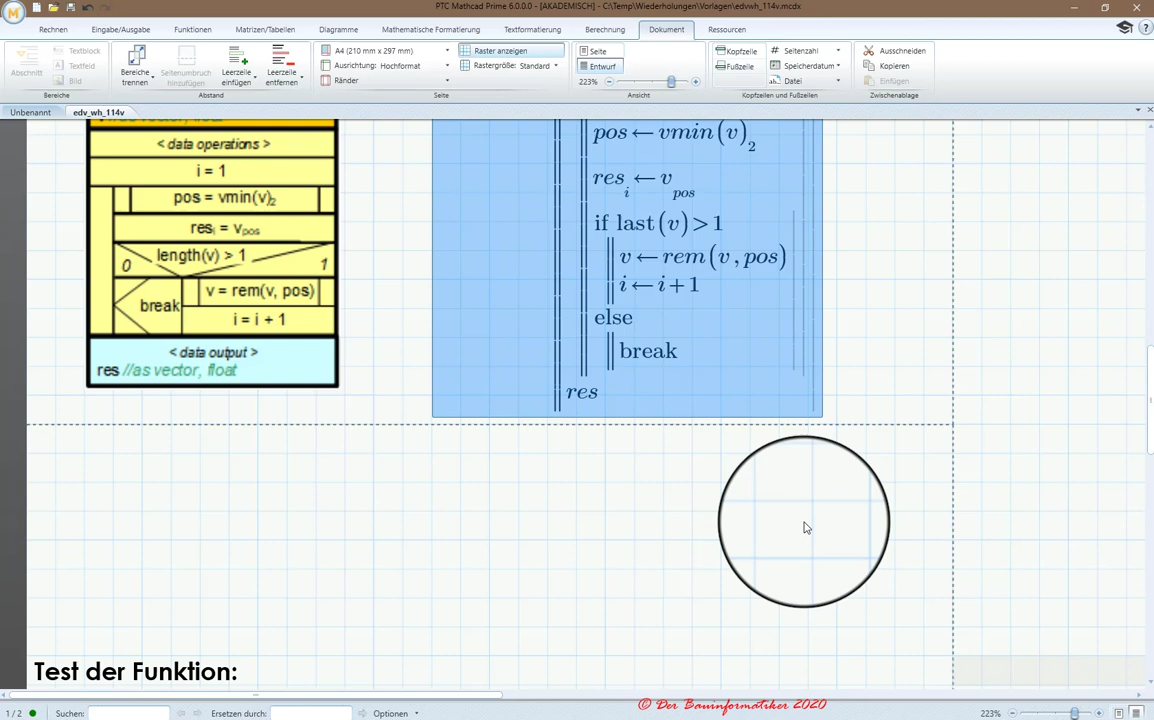 PTC Mathcad Prime 6.0.0.0 - [AKADEMISCH] - C:\Temp\Wiederholungen\Vorlagen\edvwh_114v.mcdx
Rechnen Eingabe/Ausgabe Funktionen Matrizen/Tabellen Diagramme Mathematische Formatierung Textformatierung Berechnung Dokument Ressourcen
Abschnitt
Textblock
Textfeld
Bild
Bereiche
Bereiche trennen
Seitenumbruch hinzufügen
Leerzeile einfügen
Leerzeile entfernen
Abstand
A4 (210 mm x 297 mm)
Ausrichtung: Hochformat
Ränder
Raster anzeigen
Rastergröße: Standard
Seite
Seite
Entwurf
223%
Ansicht
Kopfzeile
Fußzeile
Seitenzahl
Speicherdatum
Datei
Kopfzeilen und Fußzeilen
Ausschneiden
Kopieren
Einfügen
Zwischenablage
Unbenannt edv_wh_114v
< data operations >
i = 1
pos = vmin(v)₂
resᵢ = vpos
length(v) > 1
0 1
break
v = rem(v, pos)
i = i + 1
< data output >
res //as vector, float
pos ← vmin(v)₂
resᵢ ← vpos
if last(v) > 1
v ← rem(v, pos)
i ← i + 1
else
break
res
Test der Funktion:
1 / 2 Suchen: Ersetzen durch: Optionen 223%
© Der Bauinformatiker 2020